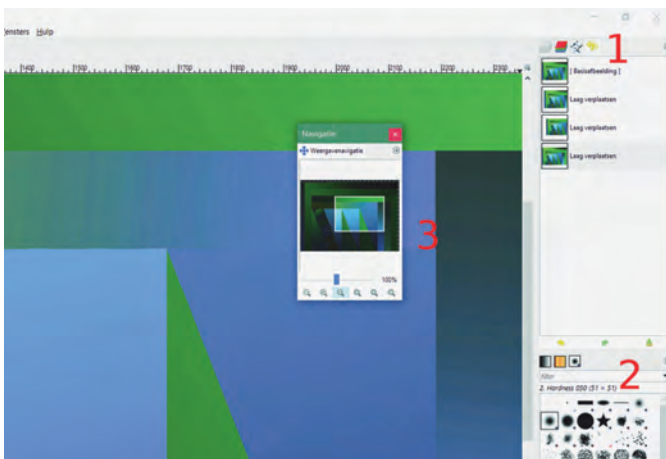 Vensters Hulp
1
1400 1500 1600 1700 1800 1900 2000 2100 2200 2300
[ Basisafbeelding ]
Laag verplaatsen
Laag verplaatsen
Laag verplaatsen
Navigatie
Weergavenavigatie
3
100%
filter
2
2. Hardness 050 (51 × 51)